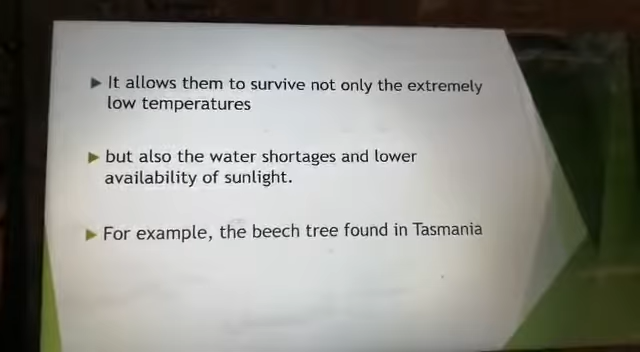 It allows them to survive not only the extremely
low temperatures
but also the water shortages and lower
availability of sunlight.
For example, the beech tree found in Tasmania